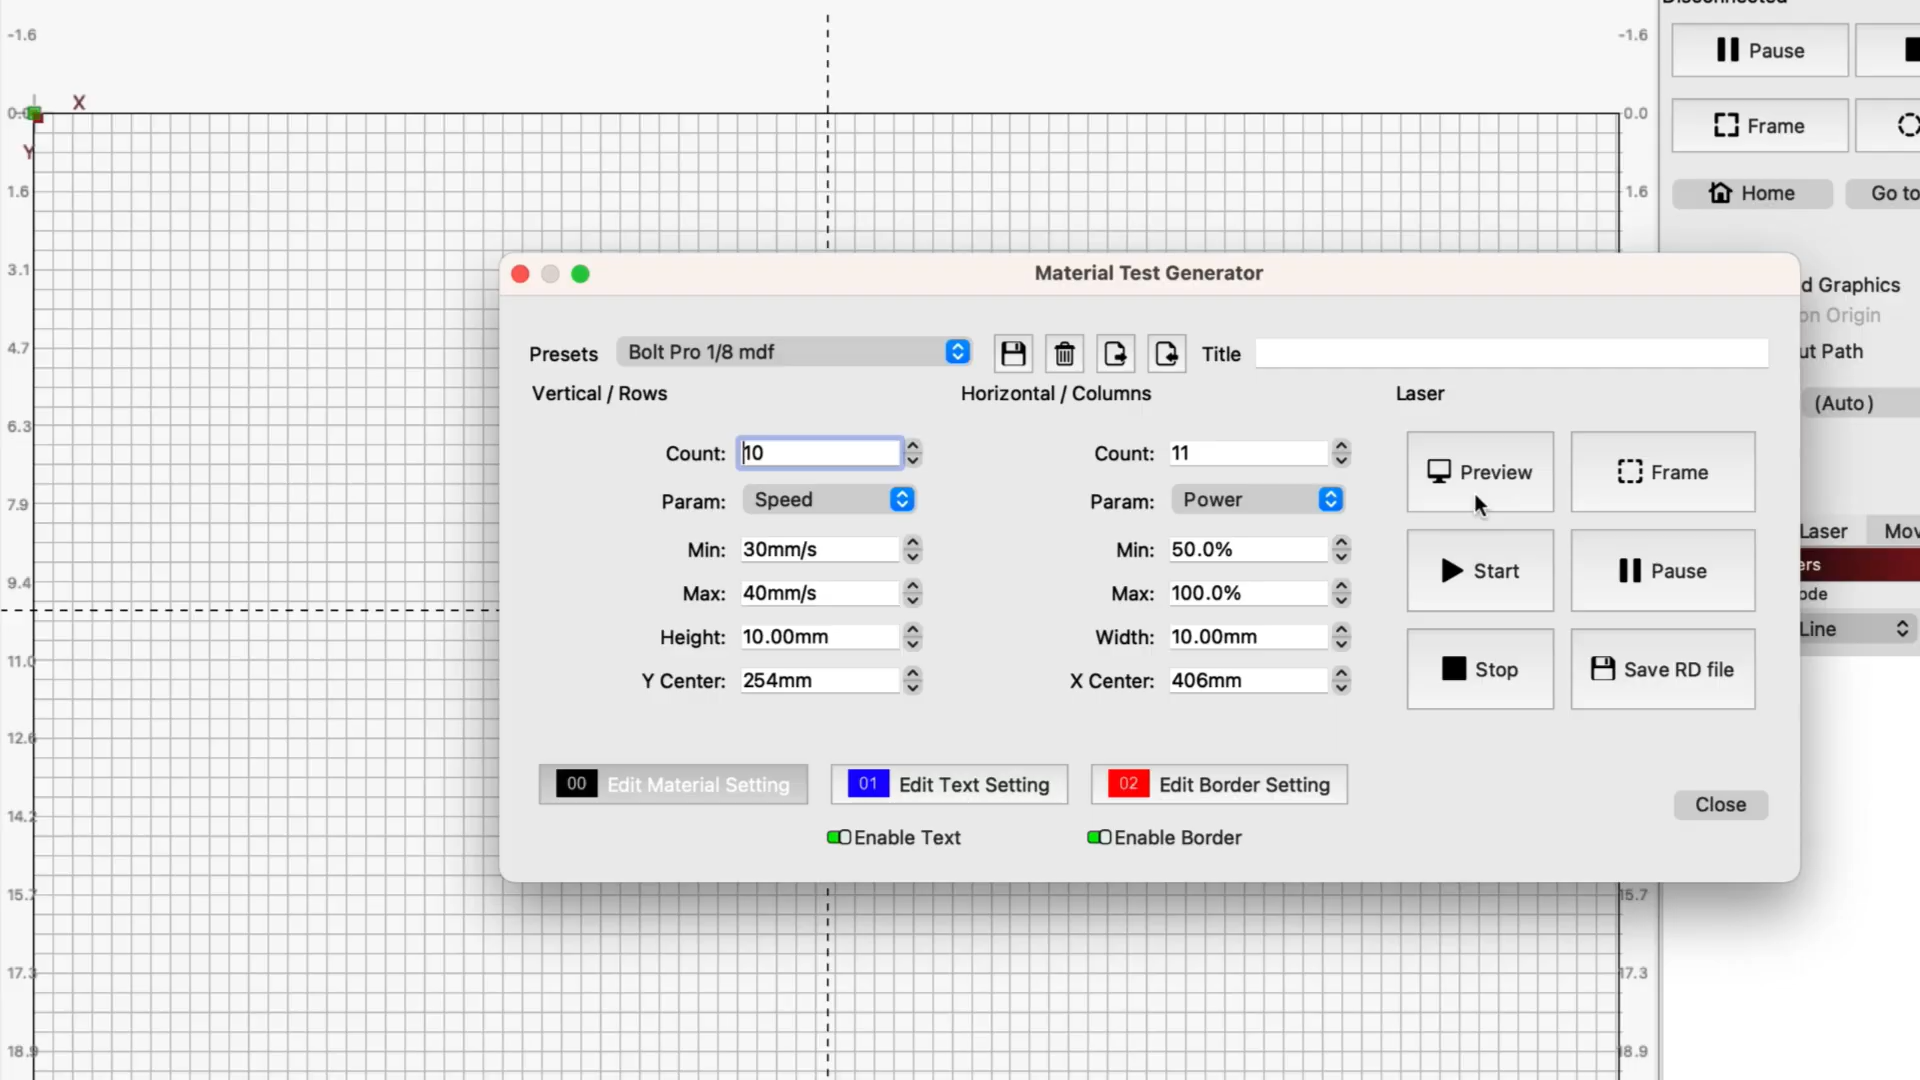 -1.6
-1.6
Pause
X
0.0
Frame
Y
1.6
1.6
Home
Go to
3.1
Material Test Generator
d Graphics
on Origin
4.7
Presets
Bolt Pro 1/8 mdf
Title
ut Path
Vertical / Rows
Horizontal / Columns
Laser
(Auto)
6.3
Count:
10
Count:
11
Preview
Frame
7.9
Param:
Speed
Param:
Power
Laser
Mov
Min:
30mm/s
Min:
50.0%
Start
Pause
ers
9.4
Max:
40mm/s
Max:
100.0%
ode
Height:
10.00mm
Width:
10.00mm
Line
11.0
Y Center:
254mm
X Center:
406mm
Stop
Save RD file
12.6
00
Edit Material Setting
01
Edit Text Setting
02
Edit Border Setting
Close
14.2
Enable Text
Enable Border
15.7
15.7
17.3
17.3
18.9
18.9